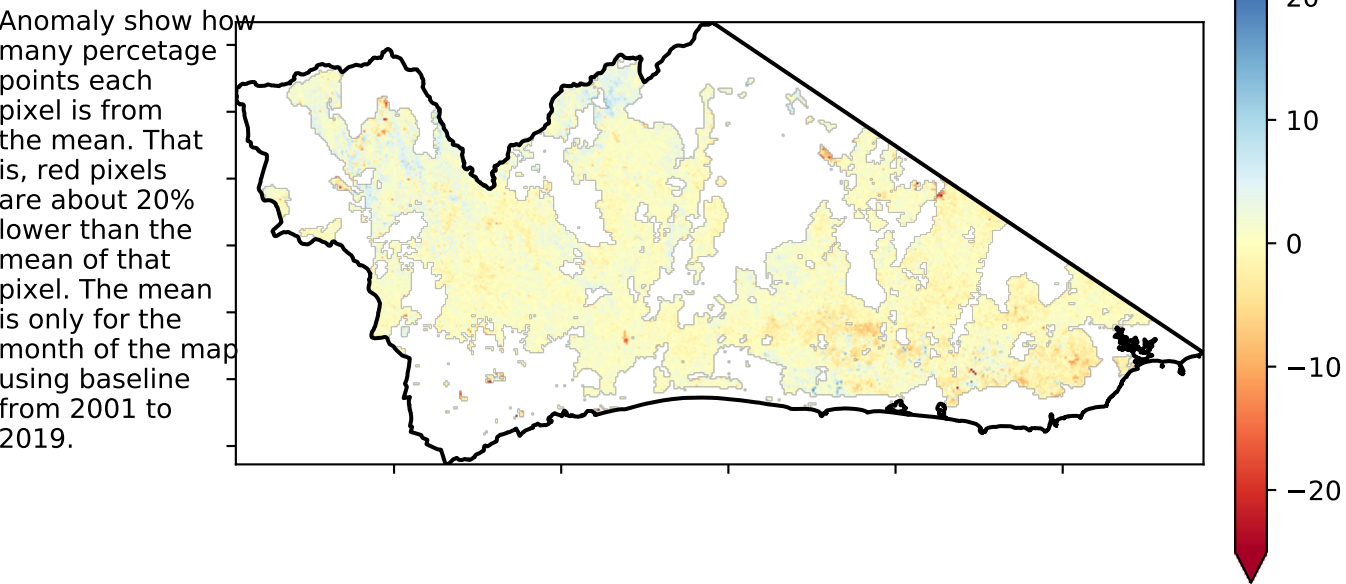 Anomaly show how
many percetage
points each
pixel is from
the mean. That
is, red pixels
are about 20%
lower than the
mean of that
pixel. The mean
is only for the
month of the map
using baseline
from 2001 to
2019.
20
10
0
−10
−20